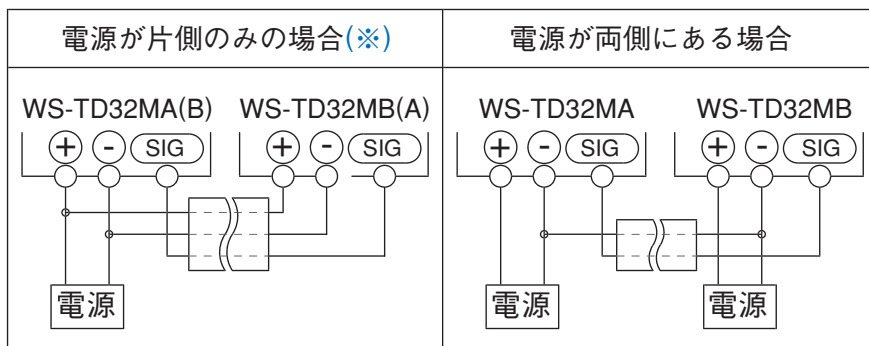 電源が片側のみの場合(※)
電源が両側にある場合
WS-TD32MA(B) WS-TD32MB(A)
+ - SIG + - SIG
電源
WS-TD32MA WS-TD32MB
+ - SIG + - SIG
電源 電源